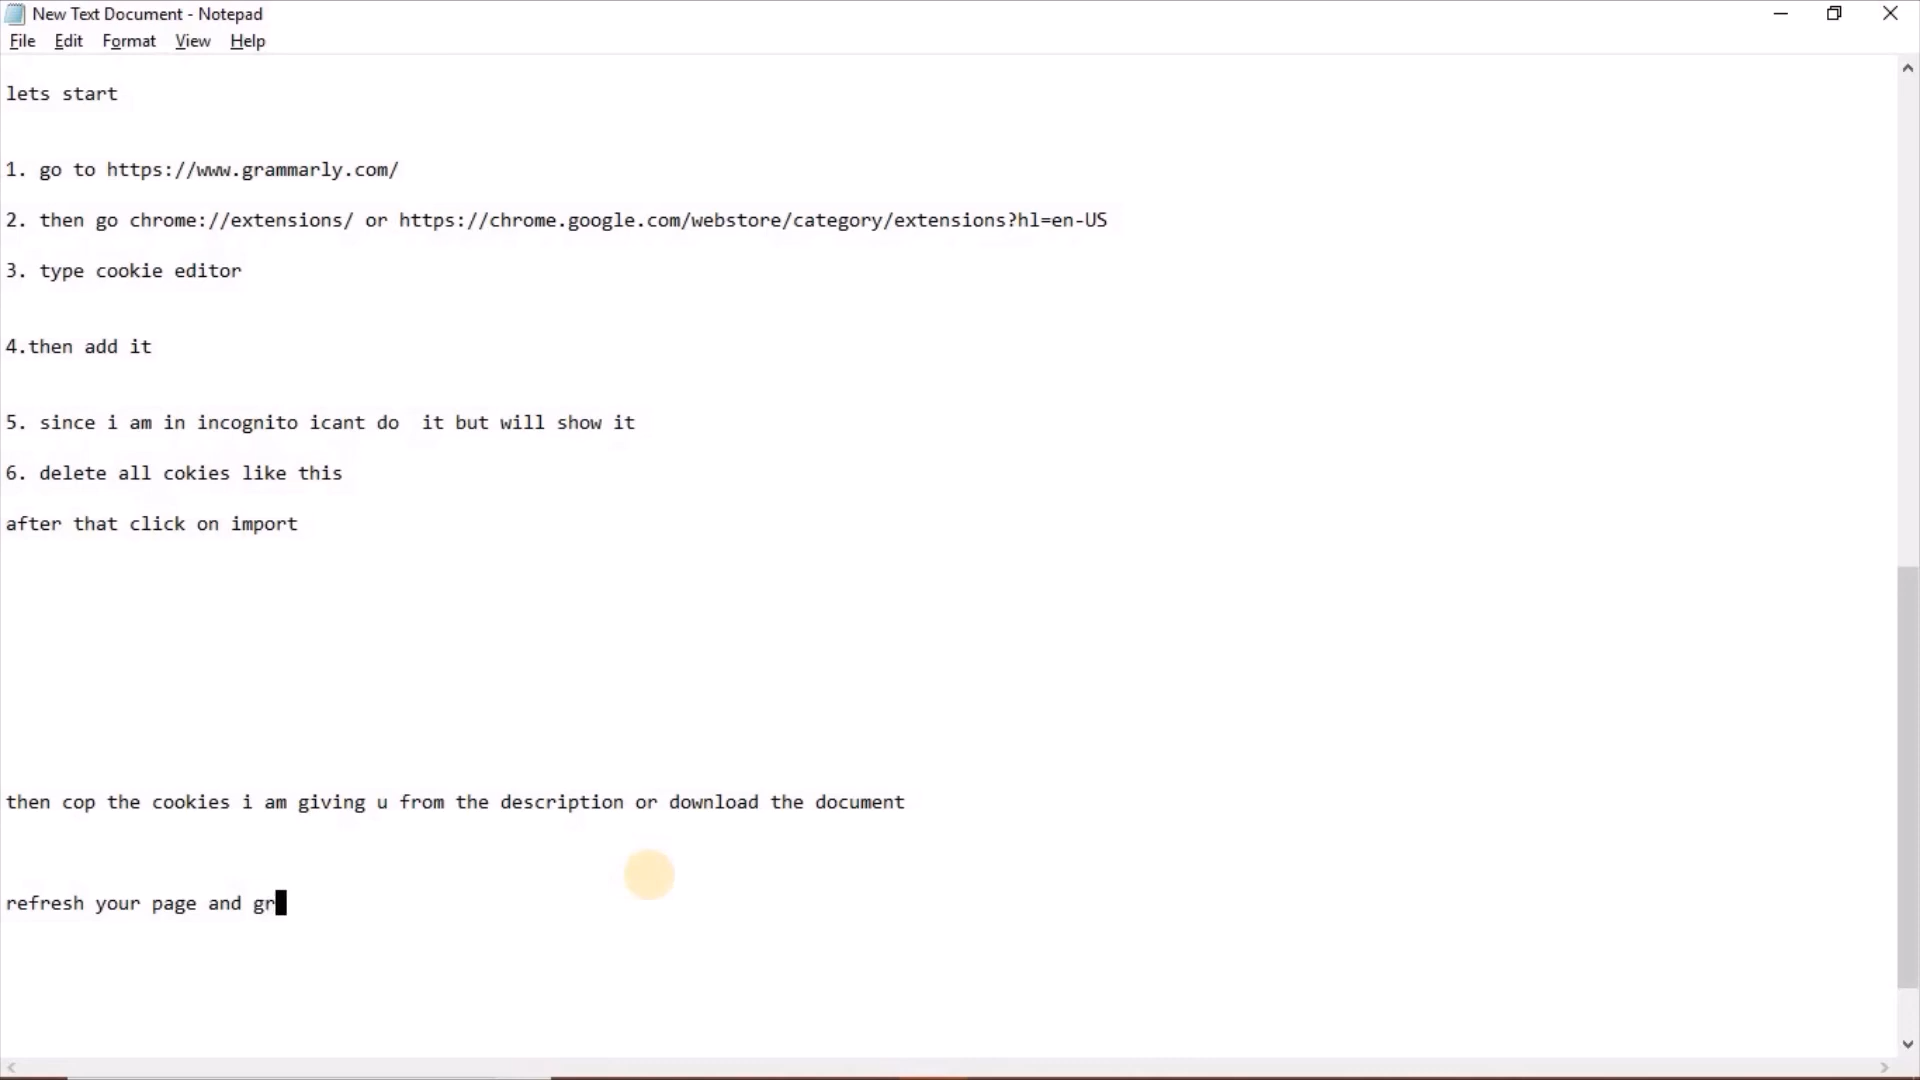 New Text Document - Notepad
File Edit Format View Help
lets start
1. go to https://www.grammarly.com/
2. then go chrome://extensions/ or https://chrome.google.com/webstore/category/extensions?hl=en-US
3. type cookie editor
4.then add it
5. since i am in incognito icant do  it but will show it
6. delete all cokies like this
after that click on import
then cop the cookies i am giving u from the description or download the document
refresh your page and gr